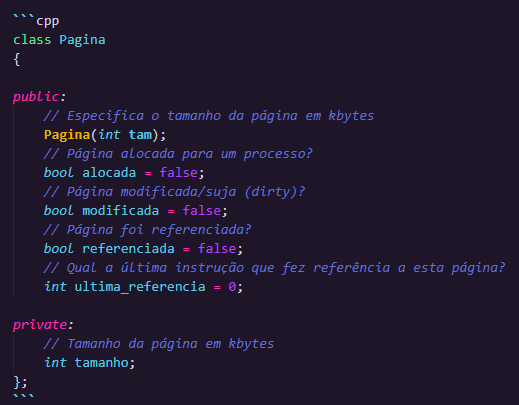 ```cpp
class Pagina
{
public:
// Especifica o tamanho da página em kbytes
Pagina(int tam);
// Página alocada para um processo?
bool alocada = false;
// Página modificada/suja (dirty)?
bool modificada = false;
// Página foi referenciada?
bool referenciada = false;
// Qual a última instrução que fez referência a esta página?
int ultima_referencia = 0;
private:
// Tamanho da página em kbytes
int tamanho;
};
```